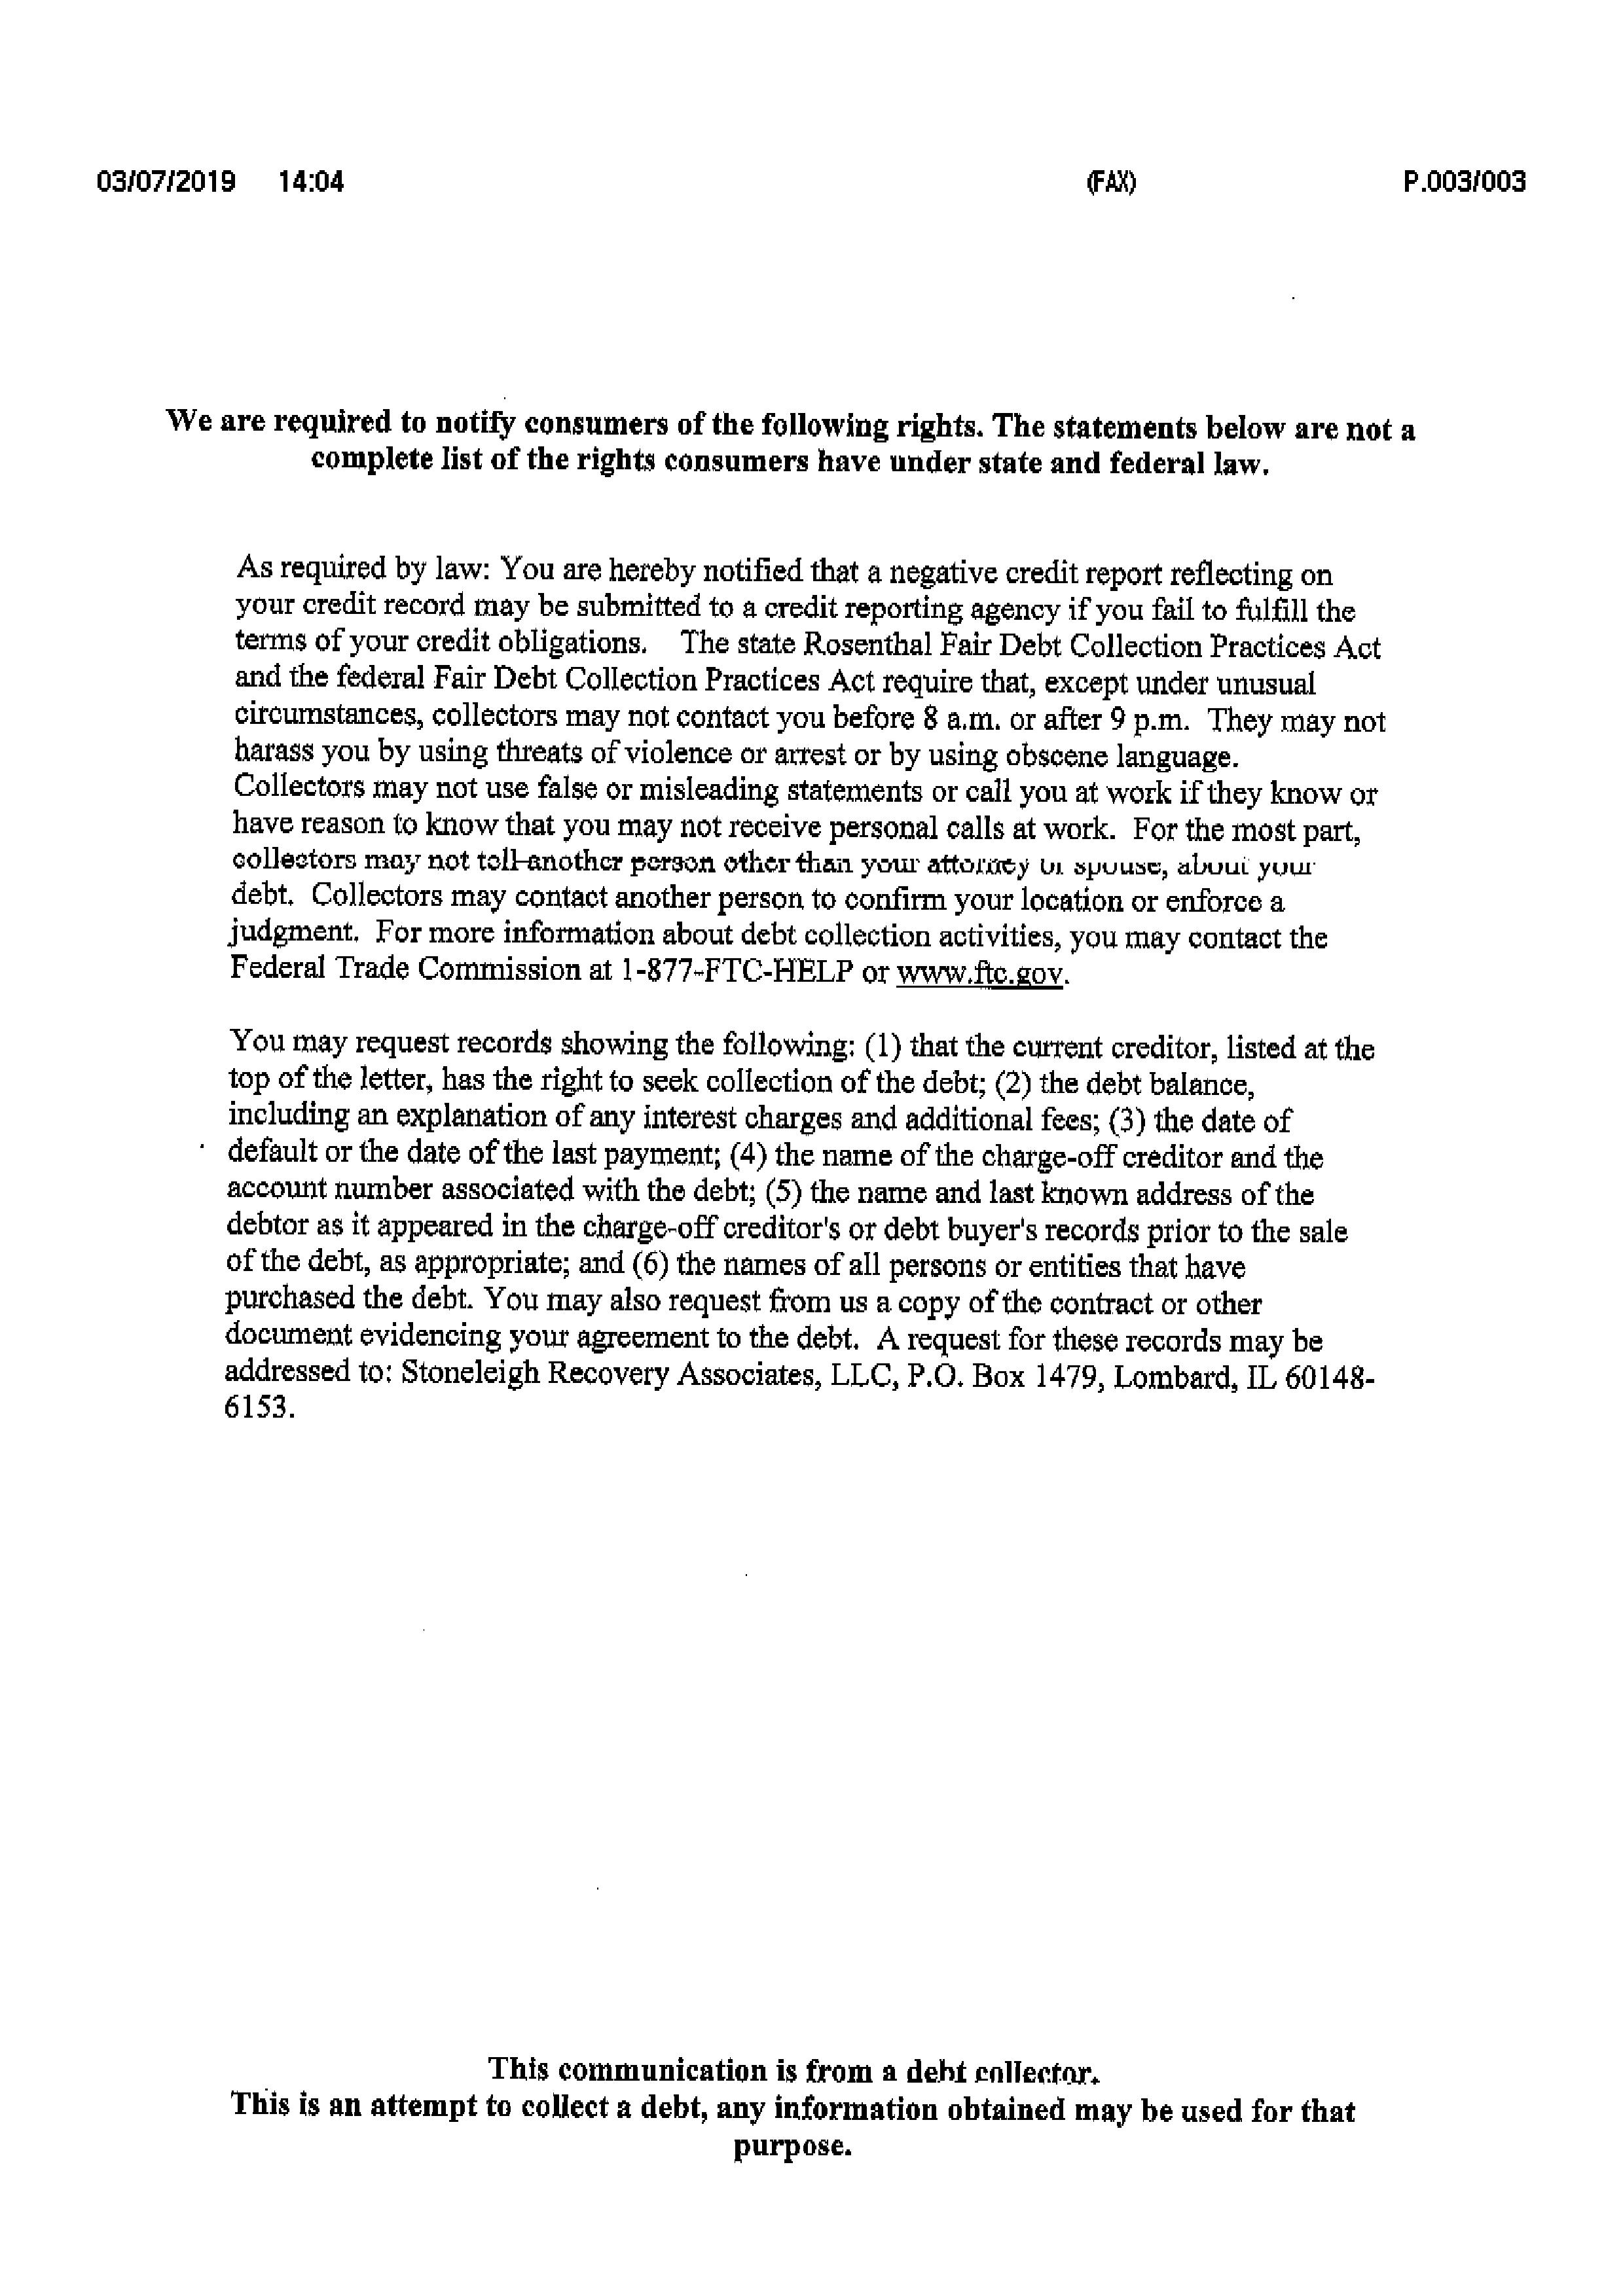 03/07/2019 14:04 (FAX) P.003/003
We are required to notify consumers of the following rights. The statements below are not a
complete list of the rights consumers have under state and federal law.
As required by law: You are hereby notified that a negative credit report reflecting on
your credit record may be submitted to a credit reporting agency if you fail to fulfill the
terms of your credit obligations. The state Rosenthal Fair Debt Collection Practices Act
and the federal Fair Debt Collection Practices Act require that, except under unusual
circumstances, collectors may not contact you before 8 a.m. or after 9 p.m. They may not
harass you by using threats of violence or arrest or by using obscene language.
Collectors may not use false or misleading statements or call you at work if they know or
have reason to know that you may not receive personal calls at work. For the most part,
collectors may not tell another person other than your attorney or spouse, about your
debt. Collectors may contact another person to confirm your location or enforce a
judgment. For more information about debt collection activities, you may contact the
Federal Trade Commission at 1-877-FTC-HELP or www.ftc.gov.
You may request records showing the following: (1) that the current creditor, listed at the
top of the letter, has the right to seek collection of the debt; (2) the debt balance,
including an explanation of any interest charges and additional fees; (3) the date of
default or the date of the last payment; (4) the name of the charge-off creditor and the
account number associated with the debt; (5) the name and last known address of the
debtor as it appeared in the charge-off creditor's or debt buyer's records prior to the sale
of the debt, as appropriate; and (6) the names of all persons or entities that have
purchased the debt. You may also request from us a copy of the contract or other
document evidencing your agreement to the debt. A request for these records may be
addressed to: Stoneleigh Recovery Associates, LLC, P.O. Box 1479, Lombard, IL 60148-
6153.
This communication is from a debt collector.
This is an attempt to collect a debt, any information obtained may be used for that
purpose.